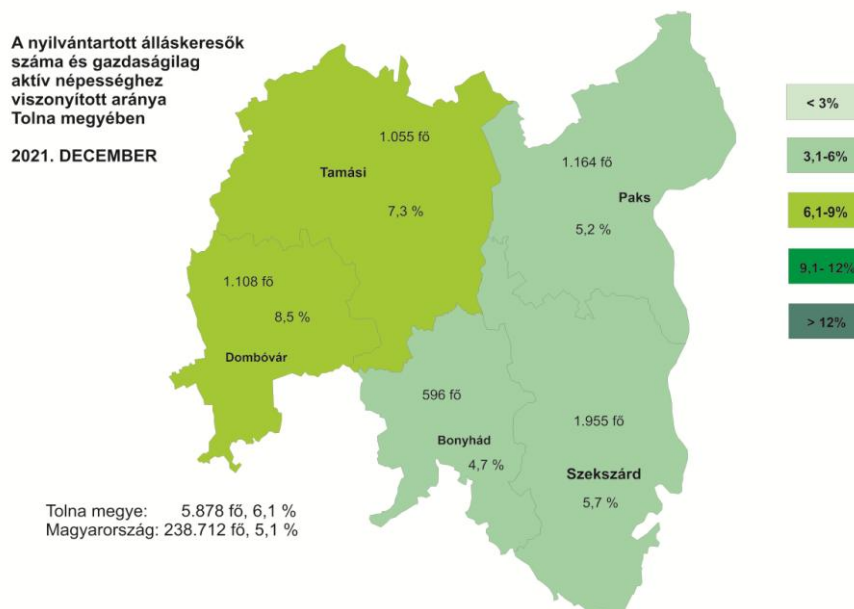 A nyilvántartott álláskeresők
száma és gazdaságilag
aktív népességhez
viszonyított aránya
Tolna megyében
2021. DECEMBER
1.055 fő
Tamási
7,3 %
1.164 fő
Paks
5,2 %
1.108 fő
8,5 %
Dombóvár
596 fő
Bonyhád
4,7 %
1.955 fő
Szekszárd
5,7 %
< 3%
3,1-6%
6,1-9%
9,1- 12%
> 12%
Tolna megye: 5.878 fő, 6,1 %
Magyarország: 238.712 fő, 5,1 %